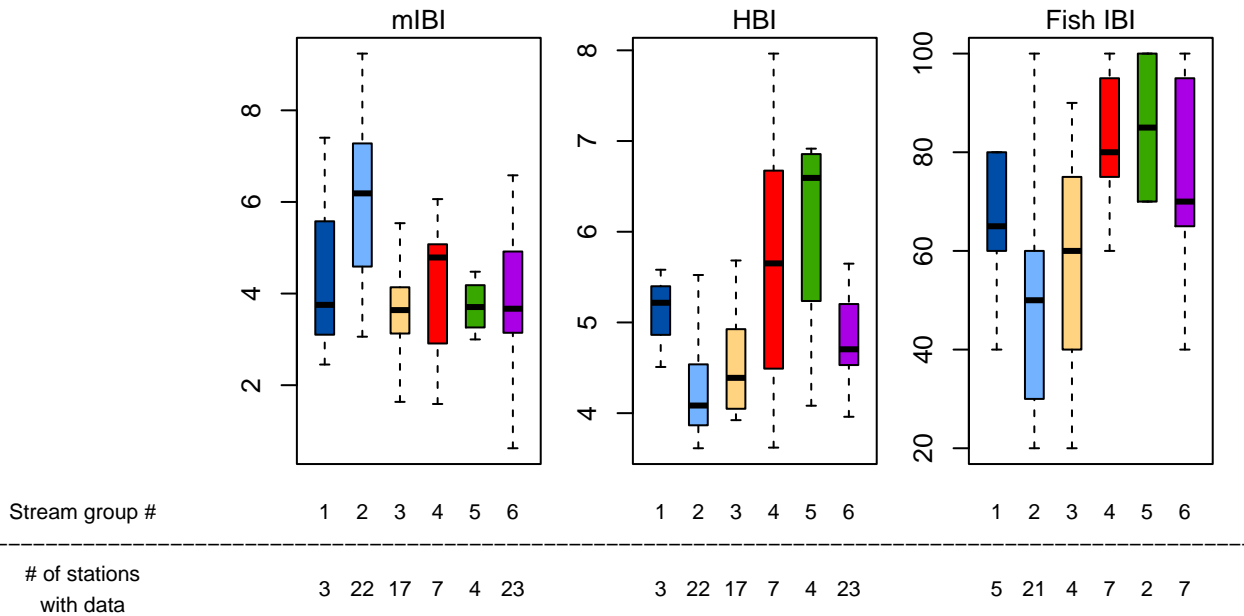 mIBI HBI Fish IBI
8
6
4
2
8
7
6
5
4
100
80
60
40
20
Stream group # 1 2 3 4 5 6 1 2 3 4 5 6 1 2 3 4 5 6
# of stations
with data
3 22 17 7 4 23 3 22 17 7 4 23 5 21 4 7 2 7